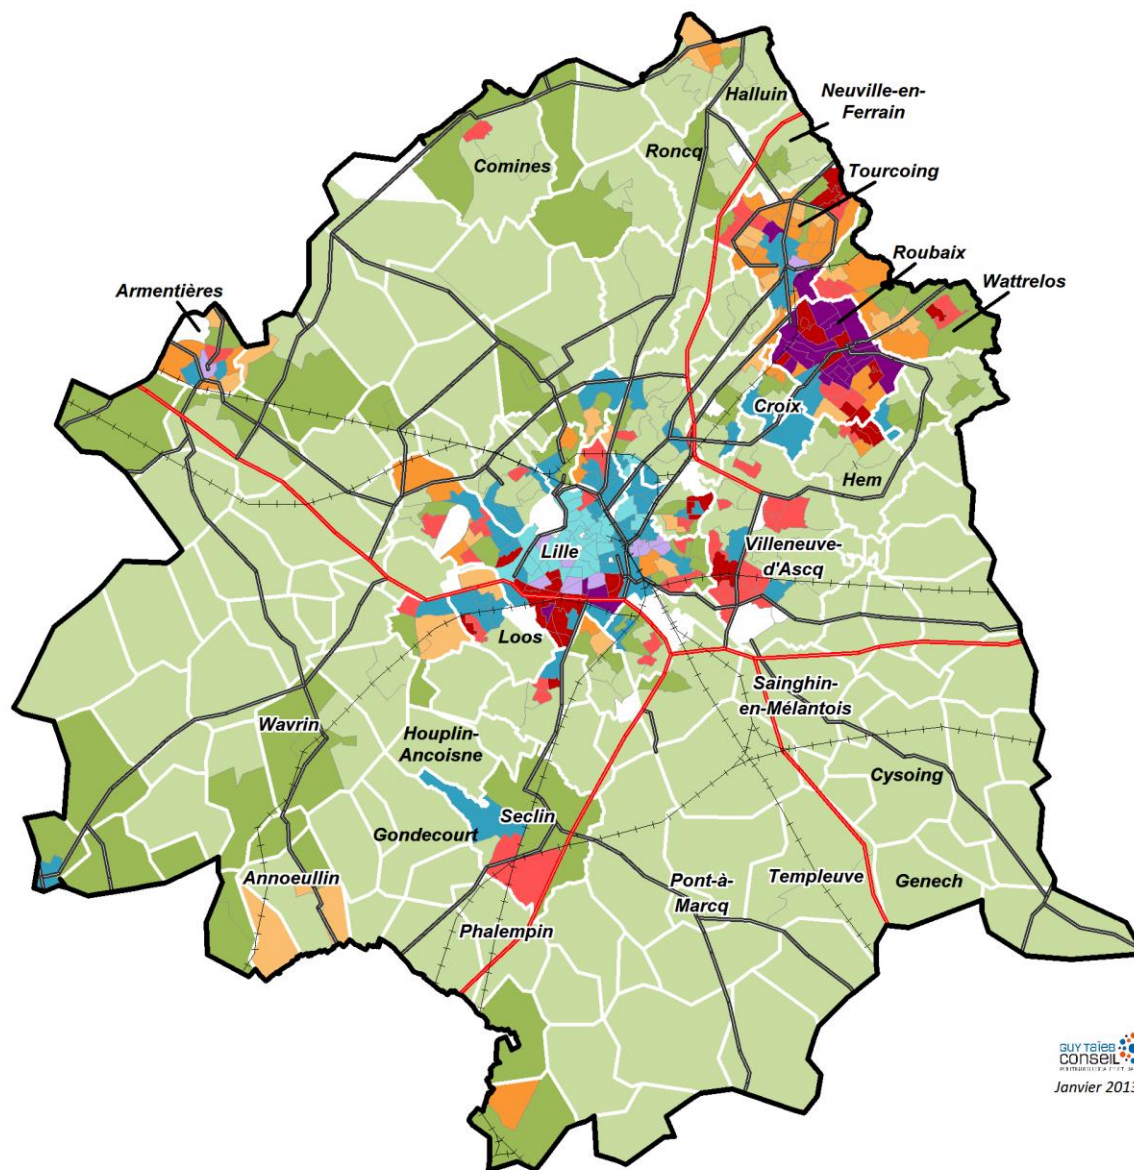 Halluin
Neuville-en-
Ferrain
Roncq
Comines
Tourcoing
Roubaix
Wattrelos
Armentières
Croix
Hem
Lille
Villeneuve-
d'Ascq
Loos
Sainghin-
en-Mélantois
Wavrin
Houplin-
Ancoisne
Cysoing
Seclin
Gondecourt
Annoeullin
Pont-à-
Marcq
Templeuve
Genech
Phalempin
GUY TaïeB
CONSEIL
Janvier 2013